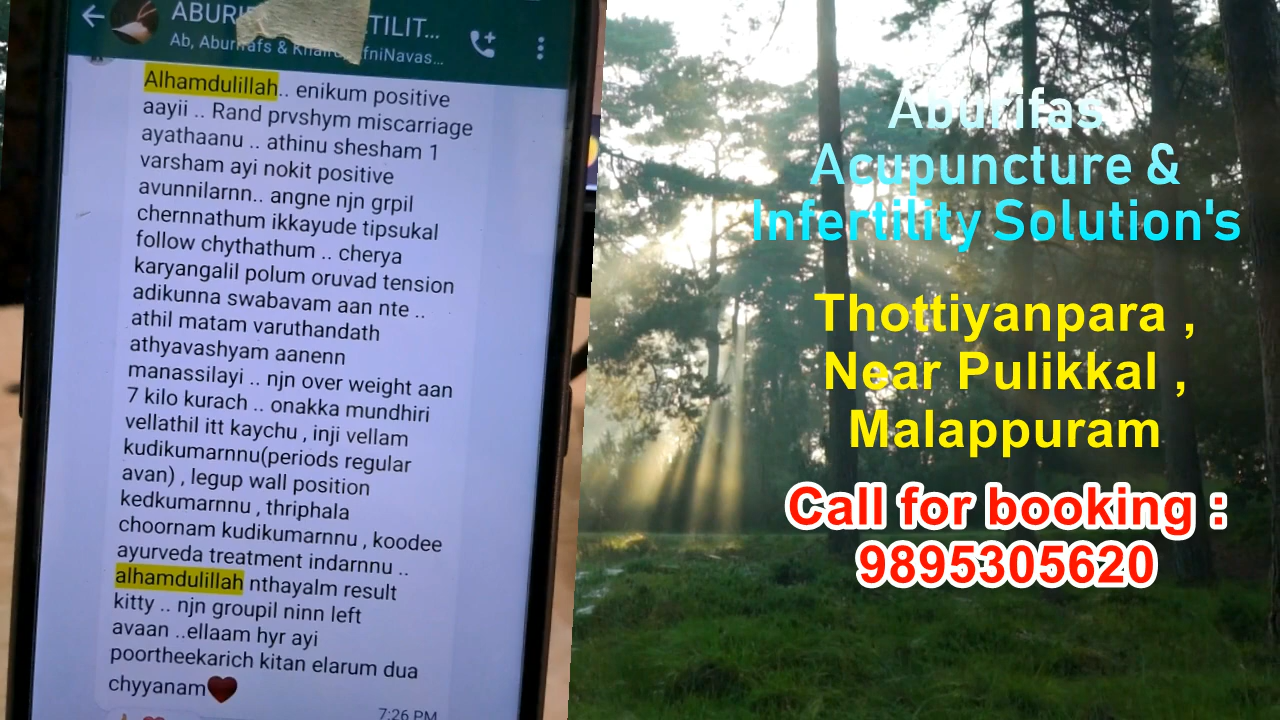 ABURI TILIT...
Ab, Aburifafs & Khairu fniNavas...
Alhamdulillah.. enikum positive
aayii .. Rand prvshym miscarriage
ayathaanu .. athinu shesham 1
varsham ayi nokit positive
avunnilarnn.. angne njn grpil
chernnathum ikkayude tipsukal
follow chythathum .. cherya
karyangalil polum oruvad tension
adikunna swabavam aan nte ..
athil matam varuthandath
athyavashyam aanenn
manassilayi .. njn over weight aan
7 kilo kurach .. onakka mundhiri
vellathil itt kaychu , inji vellam
kudikumarnnu(periods regular
avan) , legup wall position
kedkumarnnu , thriphala
choornam kudikumarnnu , koodee
ayurveda treatment indarnnu ..
alhamdulillah nthayalm result
kitty .. njn groupil ninn left
avaan ..ellaam hyr ayi
poortheekarich kitan elarum dua
chyyanam❤️
7:26 PM
Aburifas
Acupuncture &
Infertility Solution's
Thottiyanpara ,
Near Pulikkal ,
Malappuram
Call for booking :
9895305620